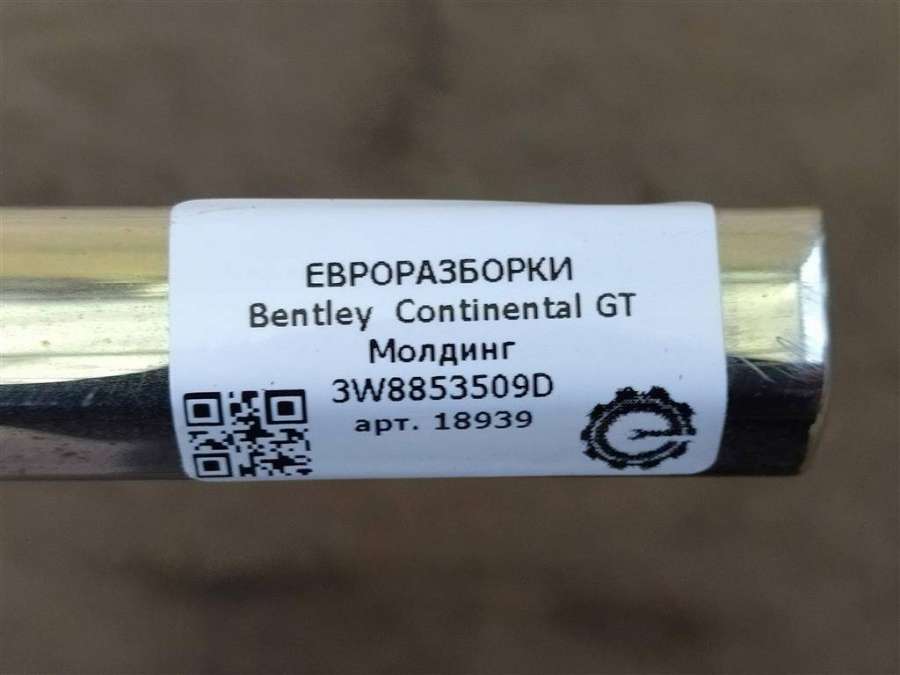 ЕВРОРАЗБОРКИ
Bentley Continental GT
Молдинг
3W8853509D
арт. 18939